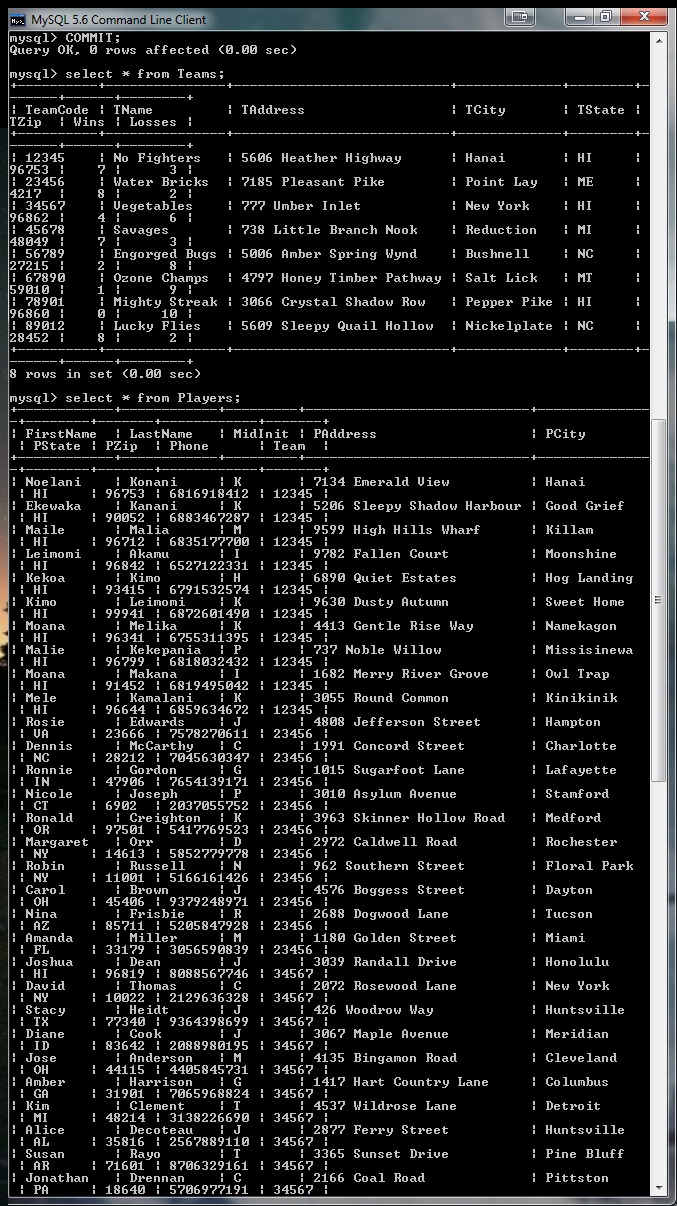 MySQL 5.6 Command Line Client
mysql> COMMIT;
Query OK, 0 rows affected (0.00 sec)
mysql> select * from Teams;
+----------+----------------+---------------------------+--------------+--------+-
------+------+--------+
| TeamCode | TName | TAddress | TCity | TState |
TZip | Wins | Losses |
+----------+----------------+---------------------------+--------------+--------+-
------+------+--------+
| 12345 | No Fighters | 5606 Heather Highway | Hanai | HI |
96753 | 7 | 3 |
| 23456 | Water Bricks | 7185 Pleasant Pike | Point Lay | ME |
4217 | 8 | 2 |
| 34567 | Vegetables | 777 Umber Inlet | New York | HI |
96862 | 4 | 6 |
| 45678 | Savages | 738 Little Branch Nook | Reduction | MI |
48049 | 7 | 3 |
| 56789 | Engorged Bugs | 5006 Amber Spring Wynd | Bushnell | NC |
27215 | 2 | 8 |
| 67890 | Ozone Champs | 4797 Honey Timber Pathway | Salt Lick | MT |
59010 | 1 | 9 |
| 78901 | Mighty Streak | 3066 Crystal Shadow Row | Pepper Pike | HI |
96860 | 0 | 10 |
| 89012 | Lucky Flies | 5609 Sleepy Quail Hollow | Nickelplate | NC |
28452 | 8 | 2 |
+----------+----------------+---------------------------+--------------+--------+-
------+------+--------+
8 rows in set (0.00 sec)
mysql> select * from Players;
| FirstName | LastName | MidInit | PAddress | PCity
| PState | PZip | Phone | Team |
| Noelani | Konani | K | 7134 Emerald View | Hanai
| HI | 96753 | 6816918412 | 12345 |
| Ekewaka | Kanani | K | 5206 Sleepy Shadow Harbour | Good Grief
| HI | 90052 | 6883467287 | 12345 |
| Maile | Malia | M | 9599 High Hills Wharf | Killam
| HI | 96712 | 6835177700 | 12345 |
| Leimomi | Akamu | I | 9782 Fallen Court | Moonshine
| HI | 96842 | 6527122331 | 12345 |
| Kekoa | Kimo | H | 6890 Quiet Estates | Hog Landing
| HI | 93415 | 6791532574 | 12345 |
| Kimo | Leimomi | K | 9630 Dusty Autumn | Sweet Home
| HI | 99941 | 6872601490 | 12345 |
| Moana | Melika | K | 4413 Gentle Rise Way | Namekagon
| HI | 96341 | 6755311395 | 12345 |
| Malie | Kekepania | P | 737 Noble Willow | Missisinewa
| HI | 96799 | 6818032432 | 12345 |
| Moana | Makana | I | 1682 Merry River Grove | Owl Trap
| HI | 91452 | 6819495042 | 12345 |
| Mele | Kamalani | K | 3055 Round Common | Kinikinik
| HI | 96644 | 6859634672 | 12345 |
| Rosie | Edwards | J | 4808 Jefferson Street | Hampton
| VA | 23666 | 7578270611 | 23456 |
| Dennis | McCarthy | C | 1991 Concord Street | Charlotte
| NC | 28212 | 7045630347 | 23456 |
| Ronnie | Gordon | G | 1015 Sugarfoot Lane | Lafayette
| IN | 47906 | 7654139171 | 23456 |
| Nicole | Joseph | P | 3010 Asylum Avenue | Stamford
| CT | 6902 | 2037055752 | 23456 |
| Ronald | Creighton | K | 3963 Skinner Hollow Road | Medford
| OR | 97501 | 5417769523 | 23456 |
| Margaret | Orr | D | 2972 Caldwell Road | Rochester
| NY | 14613 | 5852779778 | 23456 |
| Robin | Russell | N | 962 Southern Street | Floral Park
| NY | 11001 | 5166161426 | 23456 |
| Carol | Brown | J | 4576 Boggess Street | Dayton
| OH | 45406 | 9379248971 | 23456 |
| Nina | Frisbie | R | 2688 Dogwood Lane | Tucson
| AZ | 85711 | 5205847928 | 23456 |
| Amanda | Miller | M | 1180 Golden Street | Miami
| FL | 33179 | 3056590839 | 23456 |
| Joshua | Dean | J | 3039 Randall Drive | Honolulu
| HI | 96819 | 8088567746 | 34567 |
| David | Thomas | C | 2072 Rosewood Lane | New York
| NY | 10022 | 2129636328 | 34567 |
| Stacy | Heidt | J | 426 Woodrow Way | Huntsville
| TX | 77340 | 9364398699 | 34567 |
| Diane | Cook | J | 3067 Maple Avenue | Meridian
| ID | 83642 | 2088980195 | 34567 |
| Jose | Anderson | M | 4135 Bingamon Road | Cleveland
| OH | 44115 | 4405845731 | 34567 |
| Amber | Harrison | G | 1417 Hart Country Lane | Columbus
| GA | 31901 | 7065968824 | 34567 |
| Kim | Clement | T | 4537 Wildrose Lane | Detroit
| MI | 48214 | 3138226690 | 34567 |
| Alice | Decoteau | J | 2877 Ferry Street | Huntsville
| AL | 35816 | 2567889110 | 34567 |
| Susan | Rayo | T | 3365 Sunset Drive | Pine Bluff
| AR | 71601 | 8706329161 | 34567 |
| Jonathan | Drennan | C | 2166 Coal Road | Pittston
| PA | 18640 | 5706977191 | 34567 |